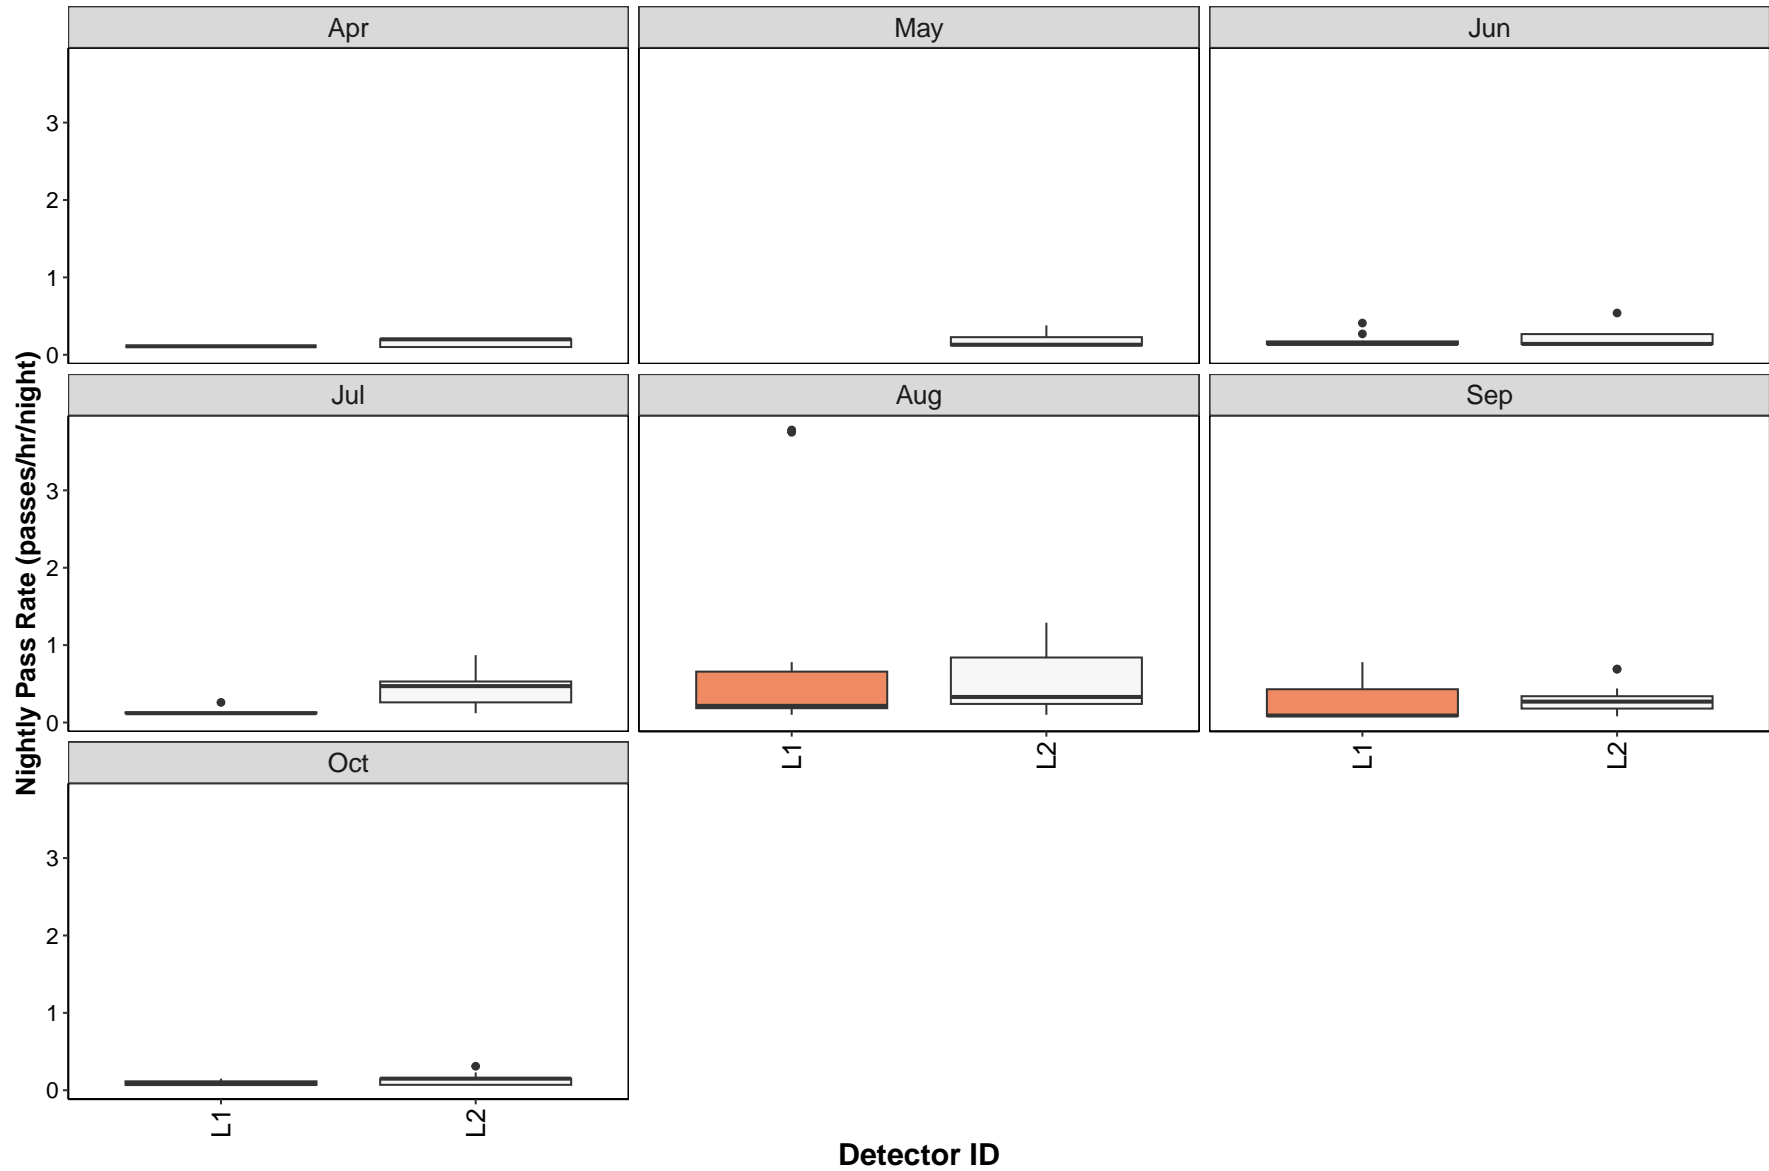 Apr
May
Jun
3
2
1
0
Jul
Aug
Sep
3
2
1
0
L1
L2
L1
L2
Oct
3
2
1
0
L1
L2
Nightly Pass Rate (passes/hr/night)
Detector ID